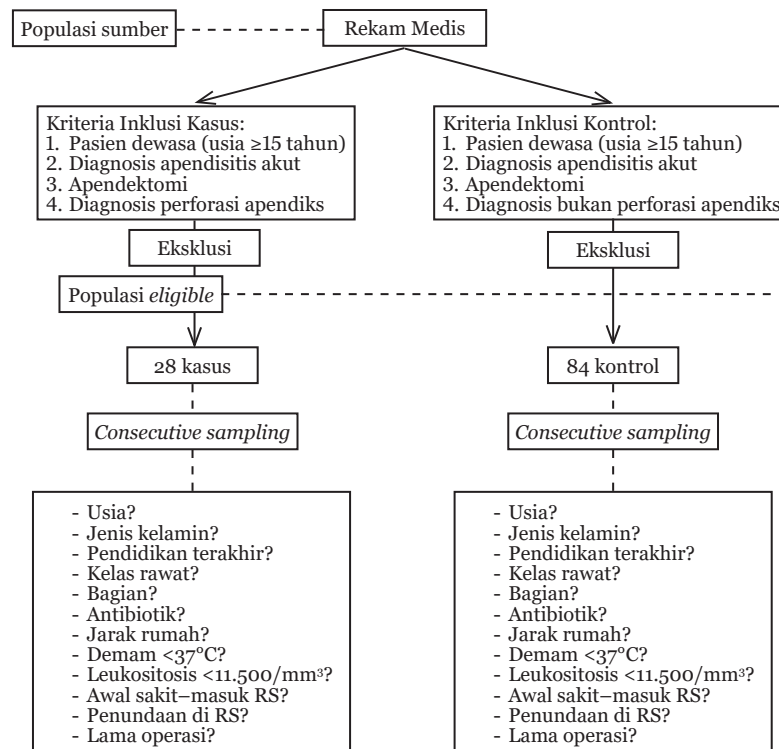 Populasi sumber
Rekam Medis
Kriteria Inklusi Kasus:
1. Pasien dewasa (usia ≥15 tahun)
2. Diagnosis apendisitis akut
3. Apendektomi
4. Diagnosis perforasi apendiks
Kriteria Inklusi Kontrol:
1. Pasien dewasa (usia ≥15 tahun)
2. Diagnosis apendisitis akut
3. Apendektomi
4. Diagnosis bukan perforasi apendiks
Eksklusi
Eksklusi
Populasi eligible
28 kasus
84 kontrol
Consecutive sampling
Consecutive sampling
- Usia?
- Jenis kelamin?
- Pendidikan terakhir?
- Kelas rawat?
- Bagian?
- Antibiotik?
- Jarak rumah?
- Demam <37°C?
- Leukositosis <11.500/mm³?
- Awal sakit–masuk RS?
- Penundaan di RS?
- Lama operasi?
- Usia?
- Jenis kelamin?
- Pendidikan terakhir?
- Kelas rawat?
- Bagian?
- Antibiotik?
- Jarak rumah?
- Demam <37°C?
- Leukositosis <11.500/mm³?
- Awal sakit–masuk RS?
- Penundaan di RS?
- Lama operasi?